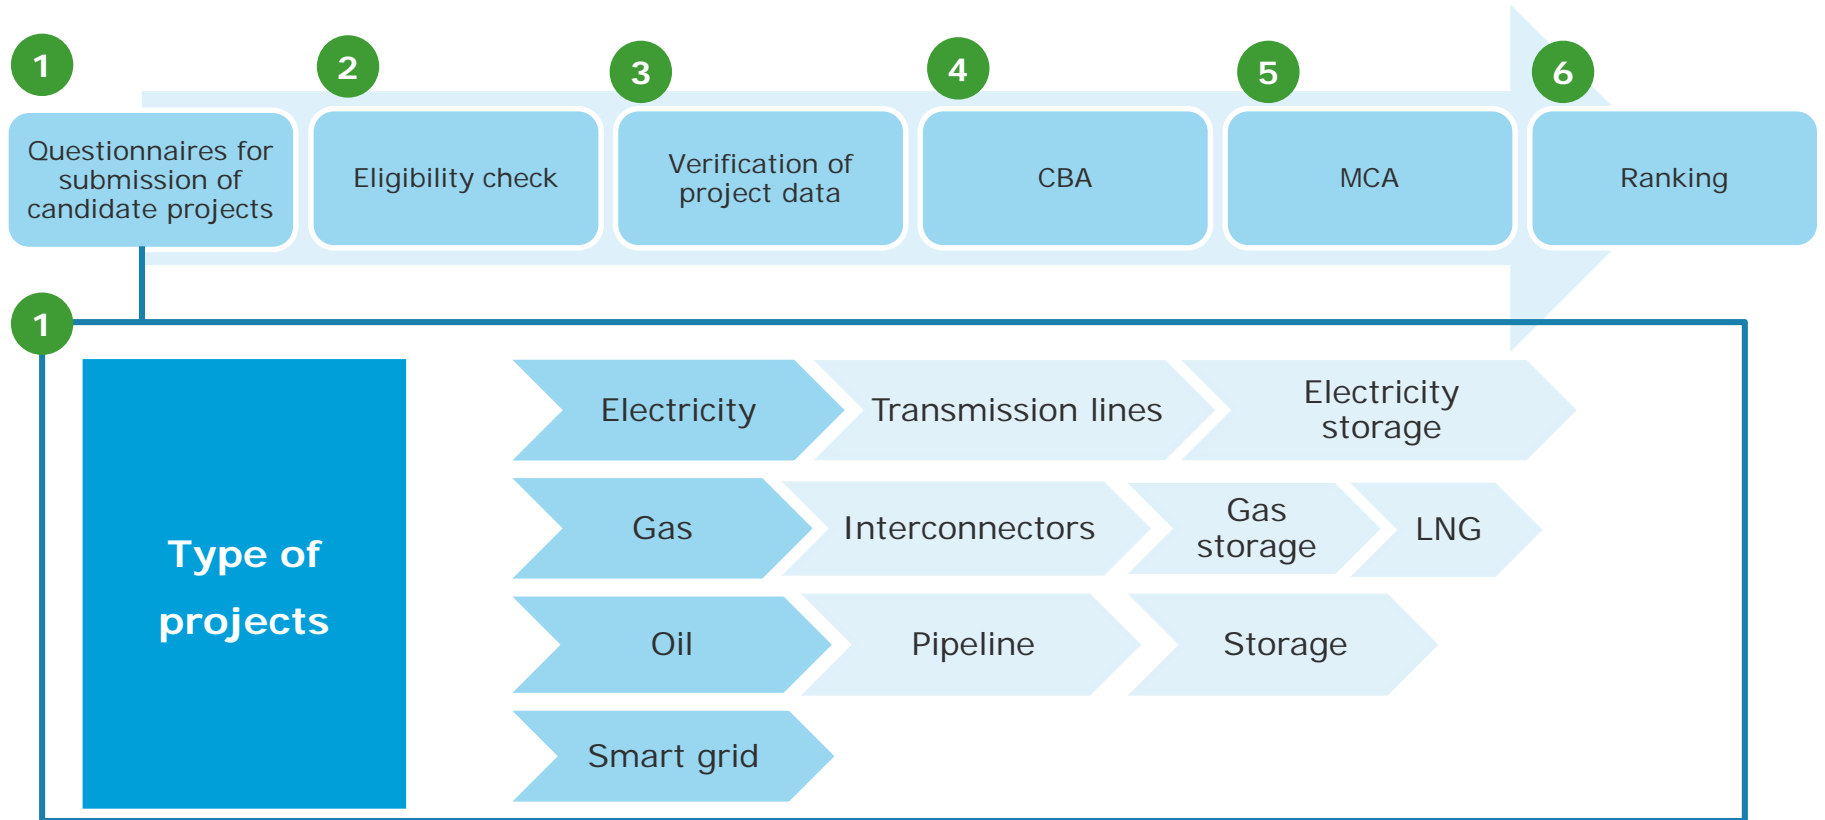 1
2
3
4
5
6
Questionnaires for
submission of
candidate projects
Eligibility check
Verification of
project data
CBA
MCA
Ranking
1
Type of
projects
Electricity
Transmission lines
Electricity
storage
Gas
Interconnectors
Gas
storage
LNG
Oil
Pipeline
Storage
Smart grid